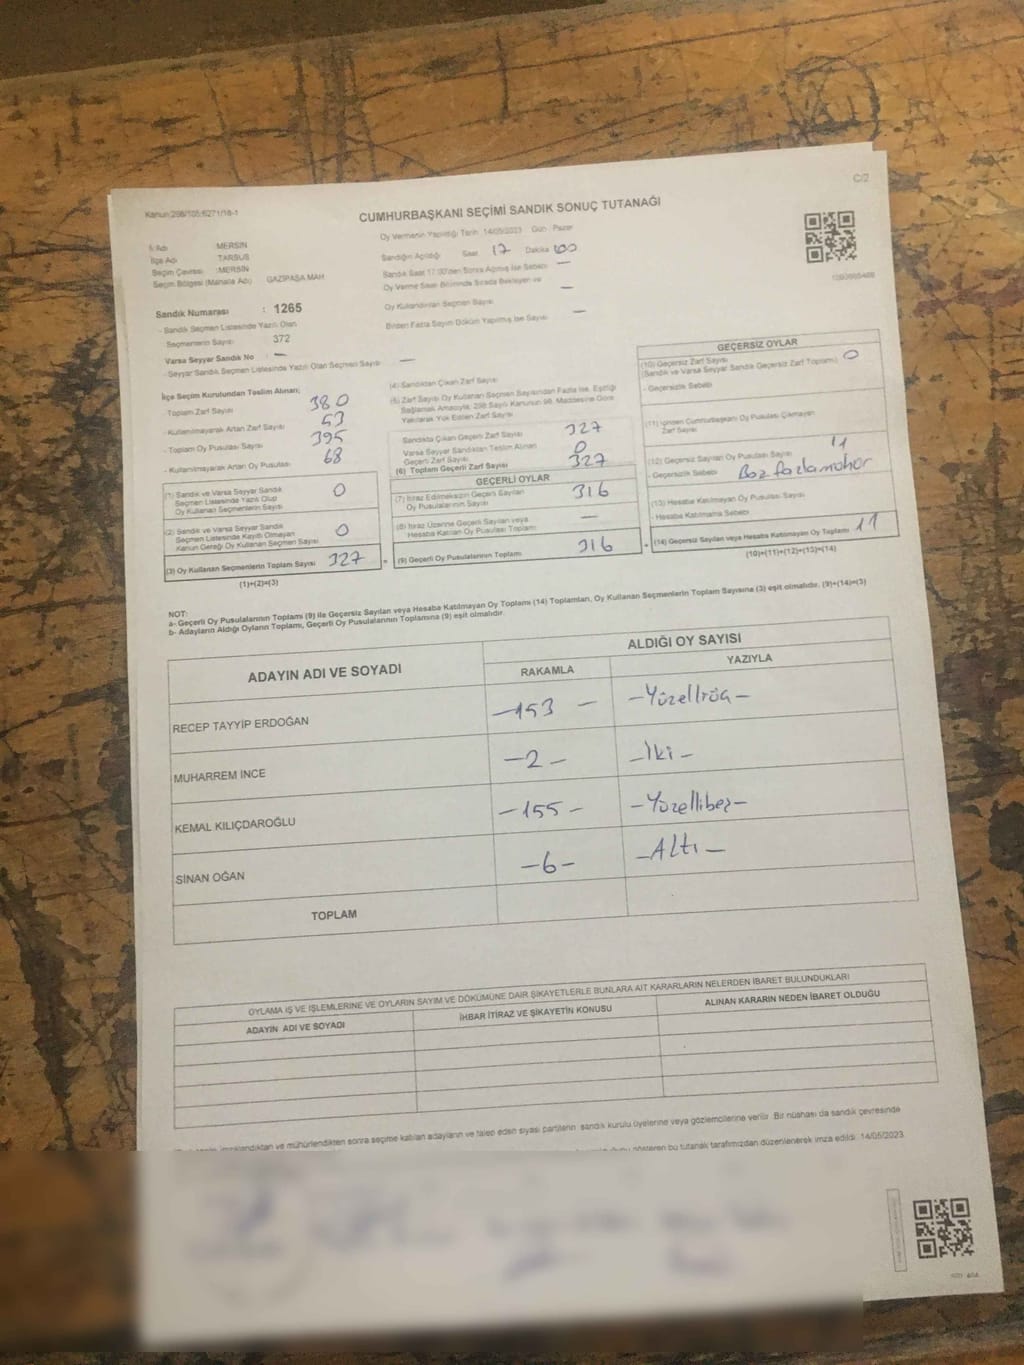 Kanun:298/105;6271/18-1
C/2
CUMHURBAŞKANI SEÇİMİ SANDIK SONUÇ TUTANAĞI
Oy Vermenin Yapıldığı Tarih: 14/05/2023 Gün : Pazar
İl Adı : MERSİN
İlçe Adı : TARSUS
Seçim Çevresi : MERSİN
Seçim Bölgesi (Mahalle Adı) GAZİPAŞA MAH
Sandığın Açıldığı Saat 17 Dakika
Sandık Saat 17:00'den Sonra Açılmış İse Sebebi —
Oy Verme Saati Bitiminde Sırada Bekleyen ve
Oy Kullandırılan Seçmen Sayısı —
Birden Fazla Sayım Döküm Yapılmış İse Sayısı —
Sandık Numarası : 1265
- Sandık Seçmen Listesinde Yazılı Olan
Seçmenlerin Sayısı 372
Varsa Seyyar Sandık No : —
- Seyyar Sandık Seçmen Listesinde Yazılı Olan Seçmen Sayısı —
İlçe Seçim Kurulundan Teslim Alınan;
- Toplam Zarf Sayısı 380
- Kullanılmayarak Artan Zarf Sayısı 53
- Toplam Oy Pusulası Sayısı 395
- Kullanılmayarak Artan Oy Pusulası 68
(1) Sandık ve Varsa Seyyar Sandık
Seçmen Listesinde Yazılı Olup
Oy Kullanan Seçmenlerin Sayısı 0
(2) Sandık ve Varsa Seyyar Sandık
Seçmen Listesinde Kayıtlı Olmayan
Kanun Gereği Oy Kullanan Seçmen Sayısı 0
(3) Oy Kullanan Seçmenlerin Toplam Sayısı 327
(1)+(2)=(3)
(4) Sandıktan Çıkan Zarf Sayısı
(5) Zarf Sayısı Oy Kullanan Seçmen Sayısından Fazla İse, Eşitliği
Sağlamak Amacıyla, 298 Sayılı Kanunun 98. Maddesine Göre
Yakılarak Yok Edilen Zarf Sayısı
Sandıkta Çıkan Geçerli Zarf Sayısı 327
Varsa Seyyar Sandıktan Teslim Alınan
Geçerli Zarf Sayısı 0
(6) Toplam Geçerli Zarf Sayısı 327
GEÇERLİ OYLAR
(7) İtiraz Edilmeksizin Geçerli Sayılan
Oy Pusulalarının Sayısı 316
(8) İtiraz Üzerine Geçerli Sayılan veya
Hesaba Katılan Oy Pusulası Toplamı —
= (9) Geçerli Oy Pusulalarının Toplamı 316
GEÇERSİZ OYLAR
(10) Geçersiz Zarf Sayısı
(Sandık ve Varsa Seyyar Sandık Geçersiz Zarf Toplamı) 0
- Geçersizlik Sebebi
(11) İçinden Cumhurbaşkanı Oy Pusulası Çıkmayan
Zarf Sayısı
(12) Geçersiz Sayılan Oy Pusulası Sayısı 11
- Geçersizlik Sebebi
(13) Hesaba Katılmayan Oy Pusulası Sayısı
- Hesaba Katılmama Sebebi
+ (14) Geçersiz Sayılan veya Hesaba Katılmayan Oy Toplamı 11
(10)+(11)+(12)+(13)=(14)
NOT:
a- Geçerli Oy Pusulalarının Toplamı (9) ile Geçersiz Sayılan veya Hesaba Katılmayan Oy Toplamı (14) Toplamları, Oy Kullanan Seçmenlerin Toplam Sayısına (3) eşit olmalıdır. (9)+(14)=(3)
b- Adayların Aldığı Oyların Toplamı, Geçerli Oy Pusulalarının Toplamına (9) eşit olmalıdır.
ADAYIN ADI VE SOYADI
ALDIĞI OY SAYISI
RAKAMLA YAZIYLA
RECEP TAYYİP ERDOĞAN —153 — —Yüzelliüç—
MUHARREM İNCE —2— —İki—
KEMAL KILIÇDAROĞLU —155— —Yüzellibeş—
SİNAN OĞAN —6— —Altı—
TOPLAM
OYLAMA İŞ VE İŞLEMLERİNE VE OYLARIN SAYIM VE DÖKÜMÜNE DAİR ŞİKAYETLERLE BUNLARA AİT KARARLARIN NELERDEN İBARET BULUNDUKLARI
ADAYIN ADI VE SOYADI İHBAR İTİRAZ VE ŞİKAYETİN KONUSU ALINAN KARARIN NEDEN İBARET OLDUĞU
imzalandıktan ve mühürlendikten sonra seçime katılan adayların ve talep eden siyasi partilerin sandık kurulu üyelerine veya gözlemcilerine verilir. Bir nüshası da sandık çevresinde
gösteren bu tutanak tarafımızdan düzenlenerek imza edildi. 14/05/2023